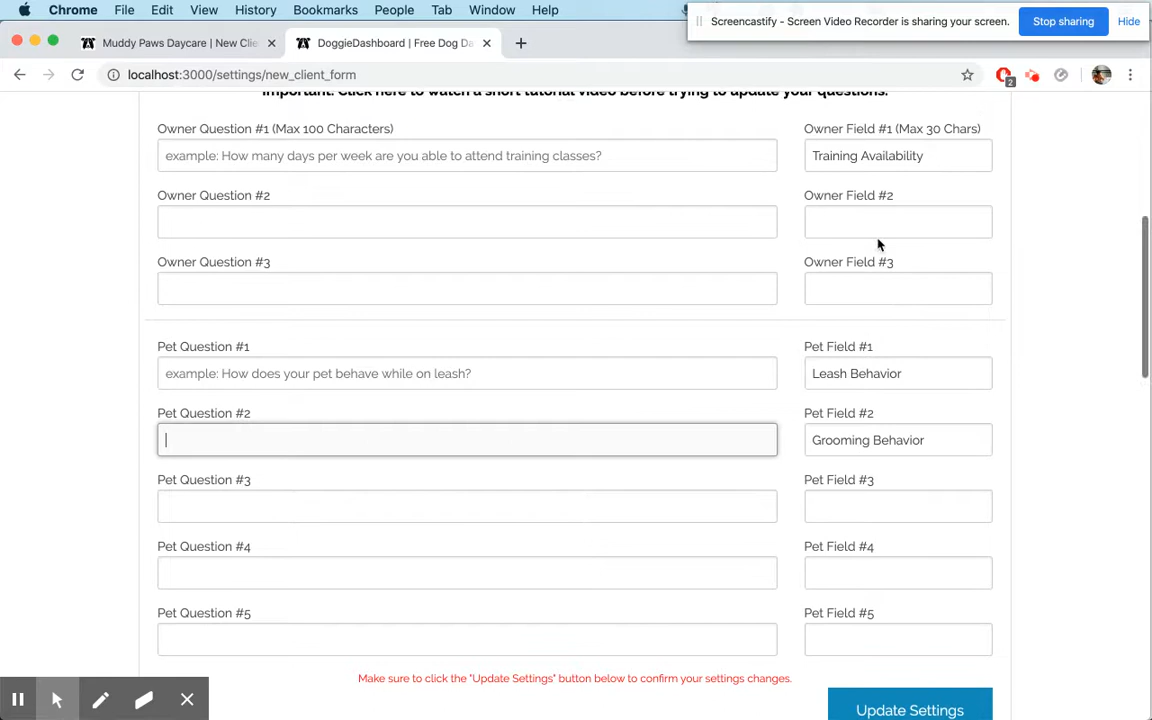 Chrome File Edit View History Bookmarks People Tab Window Help
Screencastify - Screen Video Recorder is sharing your screen. Stop sharing Hide
Muddy Paws Daycare | New Clie
DoggieDashboard | Free Dog Da
localhost:3000/settings/new_client_form
2
Important: Click here to watch a short tutorial video before trying to update your questions.
Owner Question #1 (Max 100 Characters) Owner Field #1 (Max 30 Chars)
example: How many days per week are you able to attend training classes? Training Availability
Owner Question #2 Owner Field #2
Owner Question #3 Owner Field #3
Pet Question #1 Pet Field #1
example: How does your pet behave while on leash? Leash Behavior
Pet Question #2 Pet Field #2
Grooming Behavior
Pet Question #3 Pet Field #3
Pet Question #4 Pet Field #4
Pet Question #5 Pet Field #5
Make sure to click the "Update Settings" button below to confirm your settings changes.
Update Settings